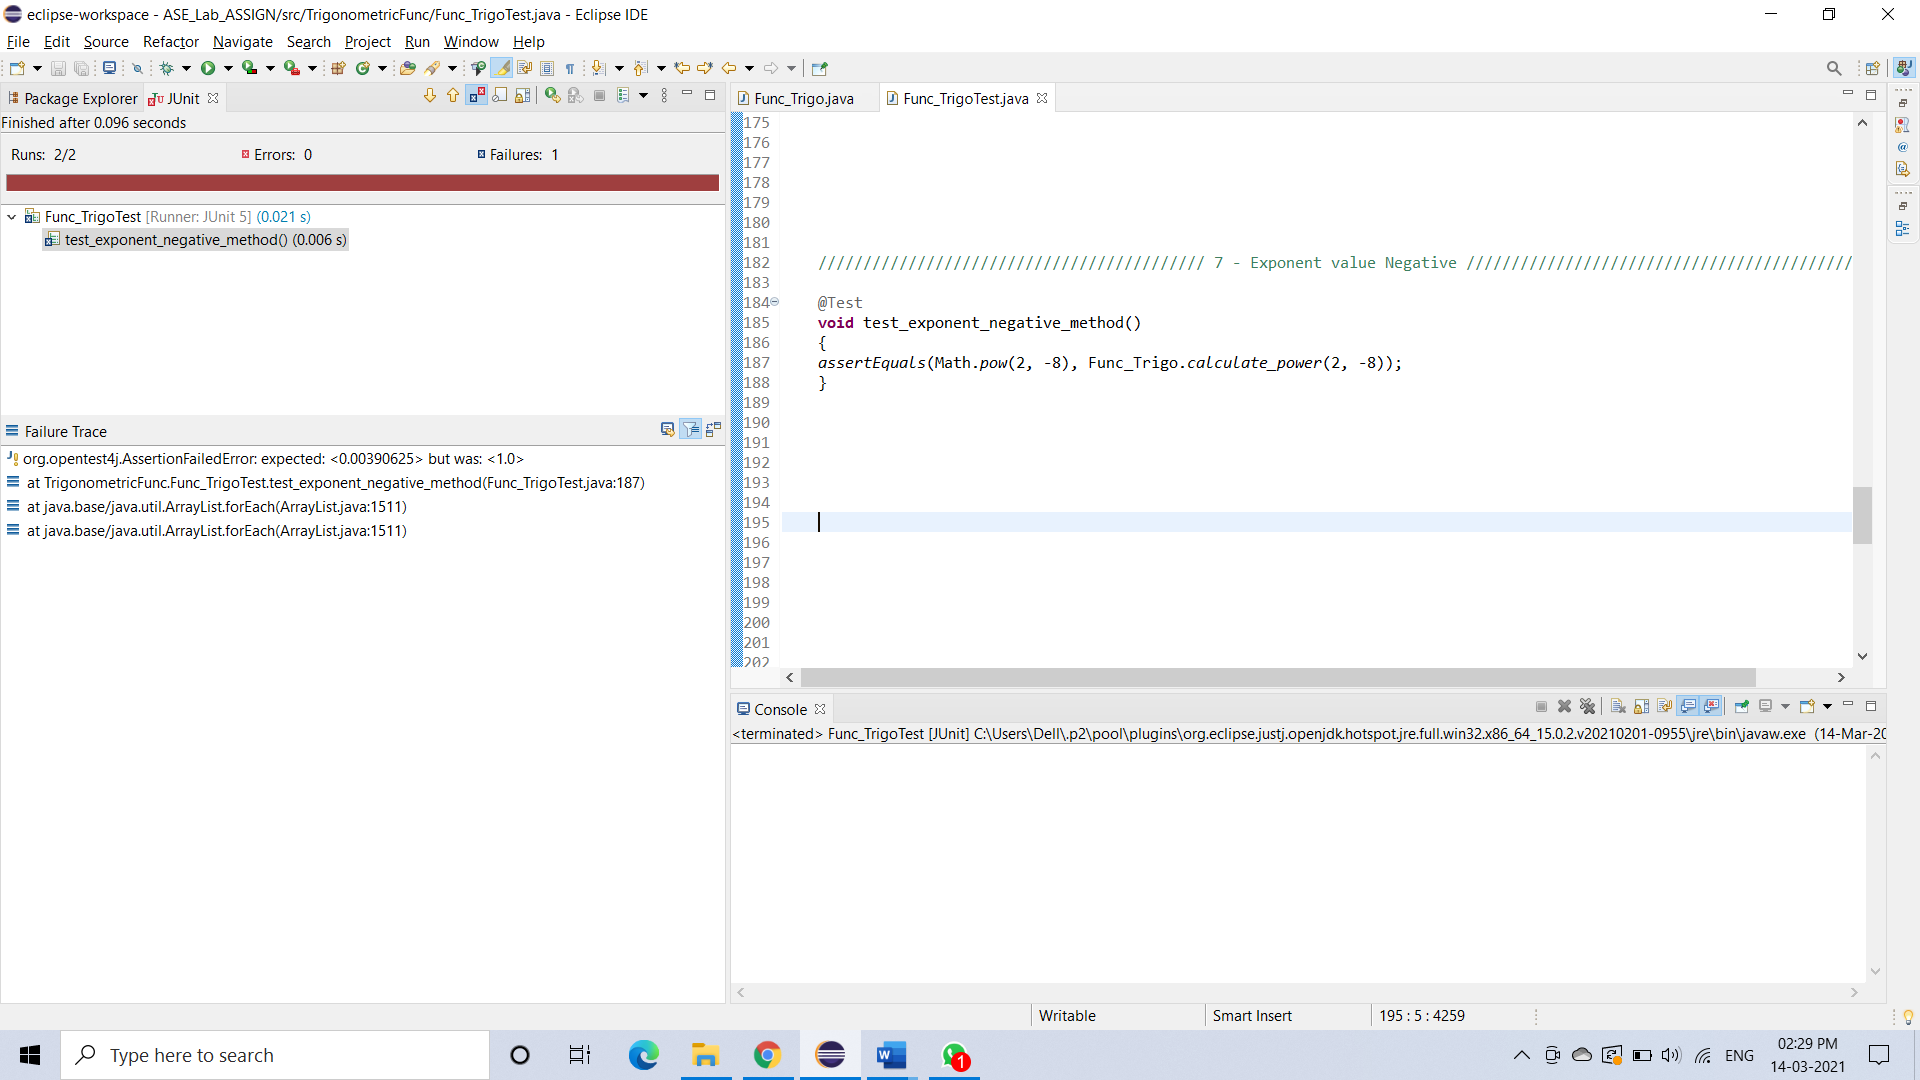 eclipse-workspace - ASE_Lab_ASSIGN/src/TrigonometricFunc/Func_TrigoTest.java - Eclipse IDE
File Edit Source Refactor Navigate Search Project Run Window Help
Package Explorer JUnit
Finished after 0.096 seconds
Runs: 2/2 Errors: 0 Failures: 1
Func_TrigoTest [Runner: JUnit 5] (0.021 s)
test_exponent_negative_method() (0.006 s)
Failure Trace
org.opentest4j.AssertionFailedError: expected: <0.00390625> but was: <1.0>
at TrigonometricFunc.Func_TrigoTest.test_exponent_negative_method(Func_TrigoTest.java:187)
at java.base/java.util.ArrayList.forEach(ArrayList.java:1511)
at java.base/java.util.ArrayList.forEach(ArrayList.java:1511)
Func_Trigo.java Func_TrigoTest.java
175
176
177
178
179
180
181
182 /////////////////////////////////////////// 7 - Exponent value Negative ///////////////////////////////////////////
183
184 @Test
185 void test_exponent_negative_method()
186 {
187 assertEquals(Math.pow(2, -8), Func_Trigo.calculate_power(2, -8));
188 }
189
190
191
192
193
194
195
196
197
198
199
200
201
202
Console
<terminated> Func_TrigoTest [JUnit] C:\Users\Dell\.p2\pool\plugins\org.eclipse.justj.openjdk.hotspot.jre.full.win32.x86_64_15.0.2.v20210201-0955\jre\bin\javaw.exe (14-Mar-20
Writable Smart Insert 195 : 5 : 4259
Type here to search
1
ENG
02:29 PM
14-03-2021